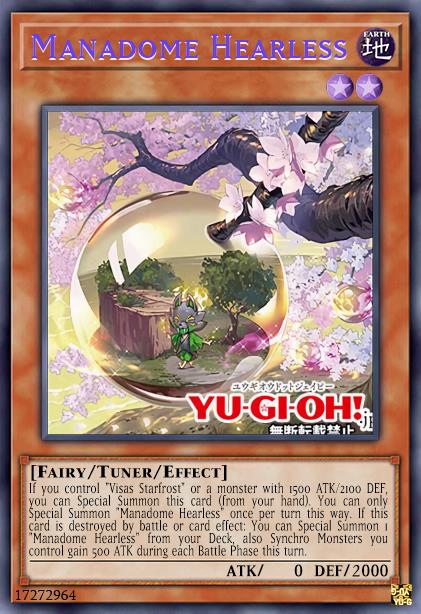 Manadome Hearless
EARTH
地
ユウギオウドットジェイピー
YU-GI-OH!
無断転載禁止
[Fairy/Tuner/Effect]
If you control "Visas Starfrost" or a monster with 1500 ATK/2100 DEF,
you can Special Summon this card (from your hand). You can only
Special Summon "Manadome Hearless" once per turn this way. If this
card is destroyed by battle or card effect: You can Special Summon 1
"Manadome Hearless" from your Deck, also Synchro Monsters you
control gain 500 ATK during each Battle Phase this turn.
ATK/ 0 DEF/2000
17272964